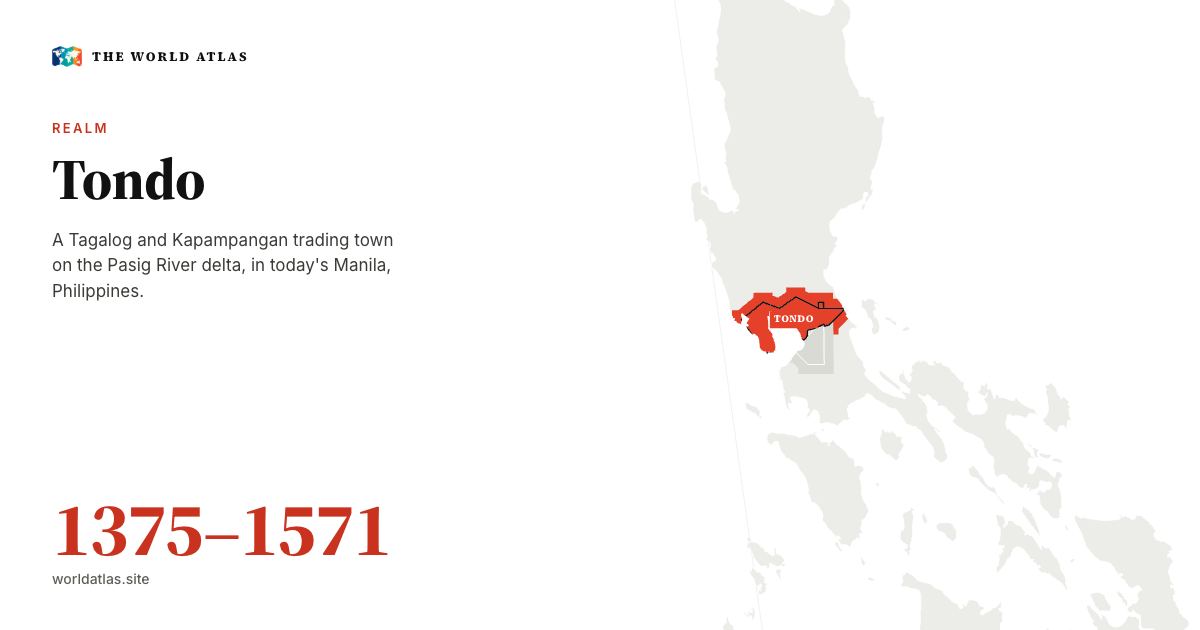 THE WORLD ATLAS
REALM
Tondo
A Tagalog and Kapampangan trading town
on the Pasig River delta, in today's Manila,
Philippines.
TONDO
1375–1571
worldatlas.site